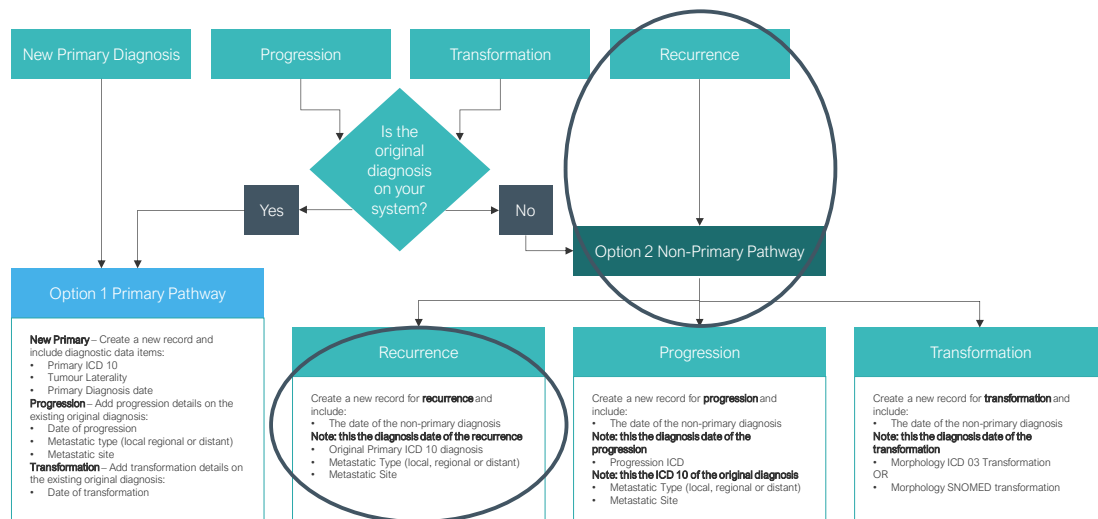 New Primary Diagnosis
Progression
Transformation
Recurrence
Is the
original
diagnosis
on your
system?
Yes
No
Option 2 Non-Primary Pathway
Option 1 Primary Pathway
New Primary – Create a new record and
include diagnostic data items:
• Primary ICD 10
• Tumour Laterality
• Primary Diagnosis date
Progression – Add progression details on the
existing original diagnosis:
• Date of progression
• Metastatic type (local regional or distant)
• Metastatic site
Transformation – Add transformation details on
the existing original diagnosis:
• Date of transformation
Recurrence
Create a new record for recurrence and
include:
• The date of the non-primary diagnosis
Note: this the diagnosis date of the recurrence
• Original Primary ICD 10 diagnosis
• Metastatic Type (local, regional or distant)
• Metastatic Site
Progression
Create a new record for progression and
include:
• The date of the non-primary diagnosis
Note: this the diagnosis date of the
progression
• Progression ICD
Note: this the ICD 10 of the original diagnosis
• Metastatic Type (local, regional or distant)
• Metastatic Site
Transformation
Create a new record for transformation and
include:
• The date of the non-primary diagnosis
Note: this the diagnosis date of the
transformation
• Morphology ICD 03 Transformation
OR
• Morphology SNOMED transformation